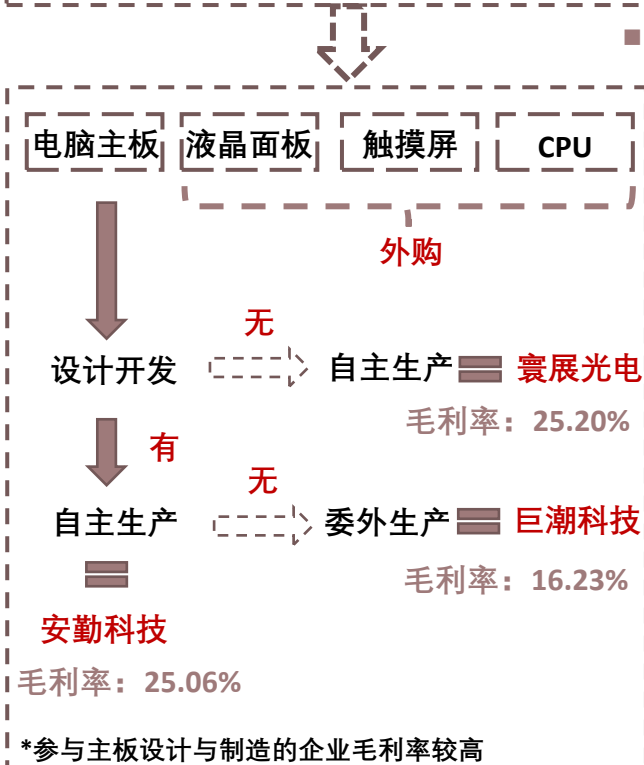 电脑主板 液晶面板 触摸屏 CPU
外购
无
设计开发 自主生产 寰展光电
毛利率：25.20%
有
无
自主生产 委外生产 巨潮科技
毛利率：16.23%
安勤科技
毛利率：25.06%
*参与主板设计与制造的企业毛利率较高